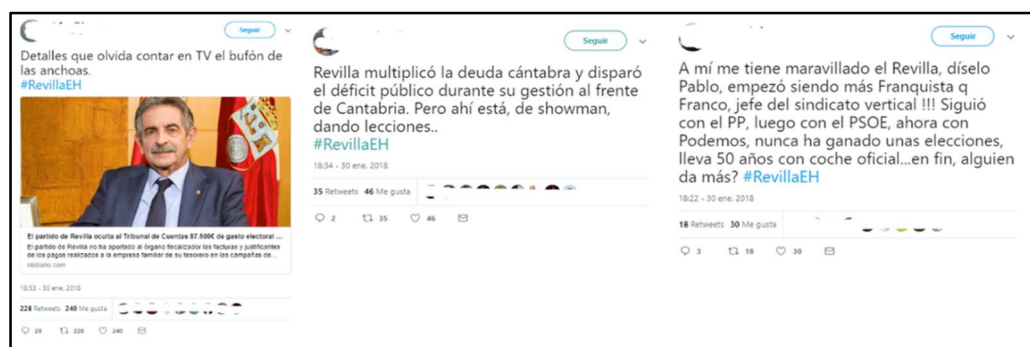 Seguir
Detalles que olvida contar en TV el bufón de
las anchoas.
#RevillaEH
El partido de Revilla oculta al Tribunal de Cuentas 87.500€ de gasto electoral ...
El partido de Revilla no ha aportado al órgano fiscalizador las facturas y justificantes
de los pagos realizados a la empresa familiar de su tesorero en las campañas de...
okdiario.com
18:53 - 30 ene. 2018
228 Retweets 240 Me gusta
28 228 240
Seguir
Revilla multiplicó la deuda cántabra y disparó
el déficit público durante su gestión al frente
de Cantabria. Pero ahí está, de showman,
dando lecciones..
#RevillaEH
18:34 - 30 ene. 2018
35 Retweets 46 Me gusta
2 35 46
Seguir
A mí me tiene maravillado el Revilla, díselo
Pablo, empezó siendo más Franquista q
Franco, jefe del sindicato vertical !!! Siguió
con el PP, luego con el PSOE, ahora con
Podemos, nunca ha ganado unas elecciones,
lleva 50 años con coche oficial...en fin, alguien
da más? #RevillaEH
18:22 - 30 ene. 2018
18 Retweets 30 Me gusta
3 18 30